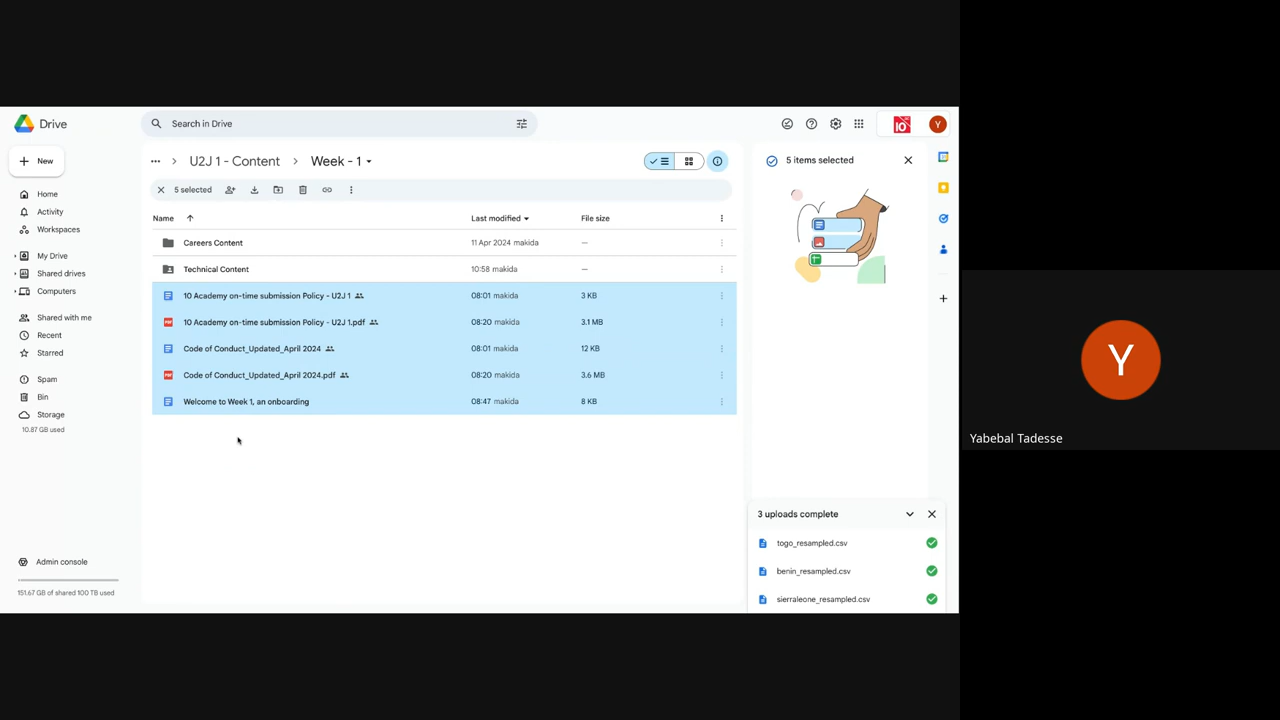 Drive
Search in Drive
10
Y
New
... > U2J 1 - Content > Week - 1
5 items selected
5 selected
Home
Activity
Workspaces
My Drive
Shared drives
Computers
Shared with me
Recent
Starred
Spam
Bin
Storage
10.87 GB used
Admin console
151.67 GB of shared 100 TB used
Name Last modified File size
Careers Content 11 Apr 2024 makida —
Technical Content 10:58 makida —
10 Academy on-time submission Policy - U2J 1 08:01 makida 3 KB
10 Academy on-time submission Policy - U2J 1.pdf 08:20 makida 3.1 MB
Code of Conduct_Updated_April 2024 08:01 makida 12 KB
Code of Conduct_Updated_April 2024.pdf 08:20 makida 3.6 MB
Welcome to Week 1, an onboarding 08:47 makida 8 KB
3 uploads complete
togo_resampled.csv
benin_resampled.csv
sierraleone_resampled.csv
Y
Yabebal Tadesse